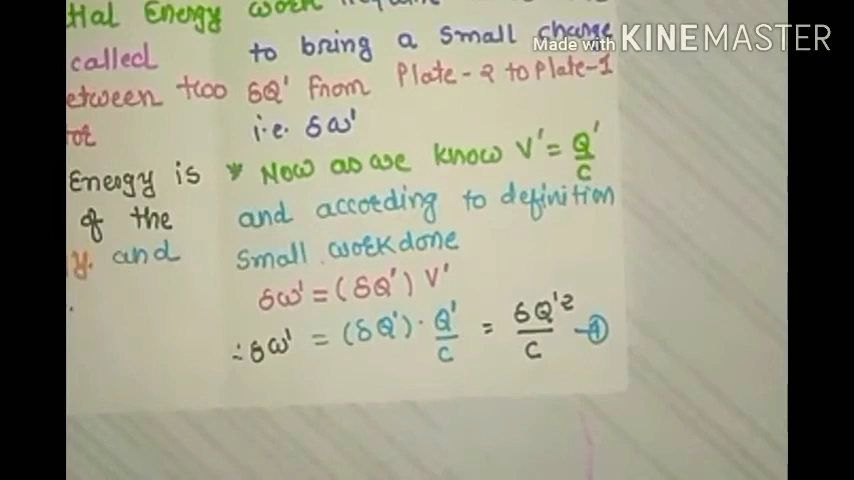 tial Energy work
called
etween two
or
Energy is
of the
y. and
to bring a small charge
δQ' From Plate-2 to Plate-1
i.e. δω'
* Now as we know V' = Q'/C
and according to definition
small workdone
δω' = (δQ') V'
∴ δω' = (δQ') · Q'/C = δQ'²/C -①
Made with KINEMASTER